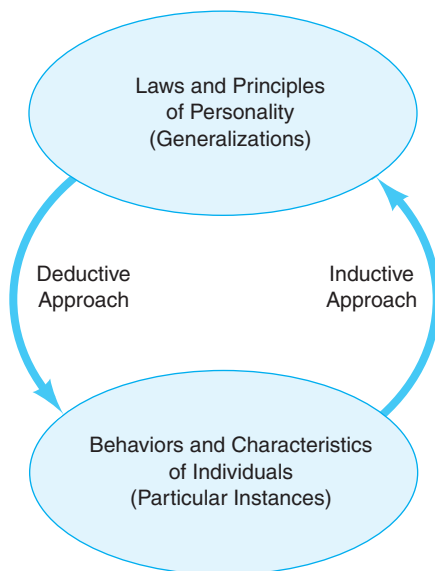 Laws and Principles
of Personality
(Generalizations)
Deductive
Approach
Inductive
Approach
Behaviors and Characteristics
of Individuals
(Particular Instances)